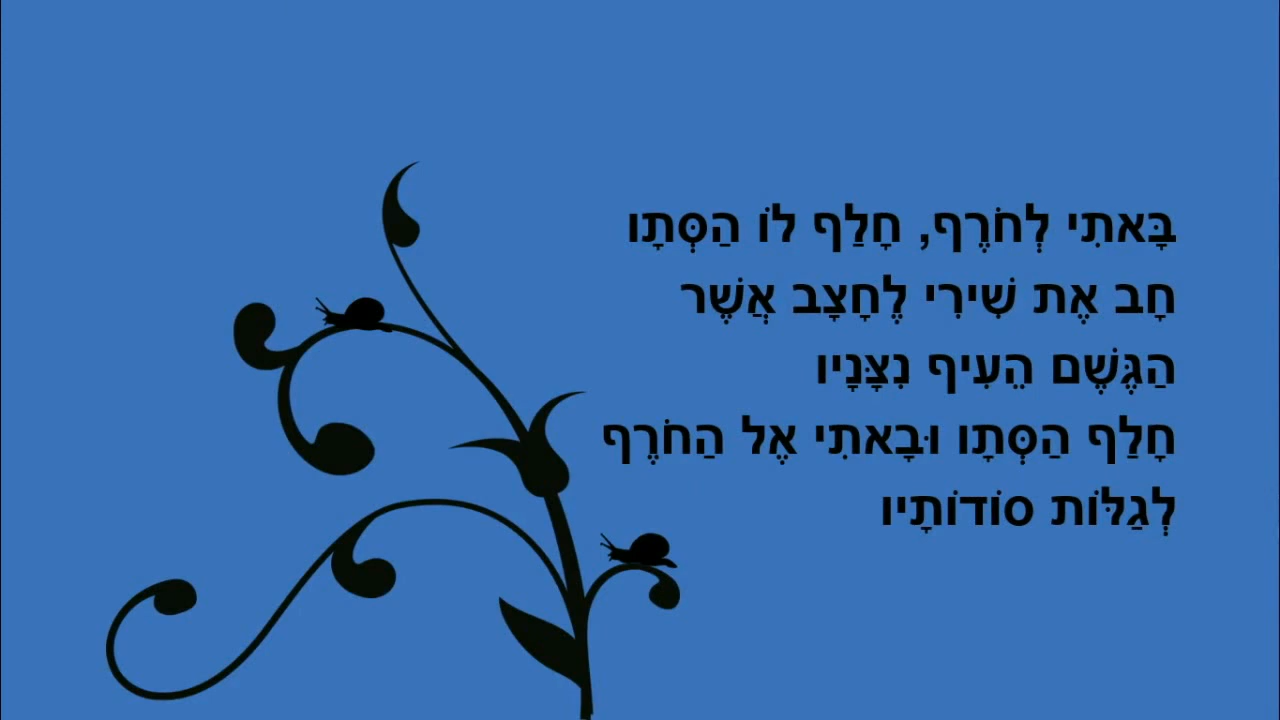 בָּאתִי לְחֹרֶף, חָלַף לוֹ הַסְּתָו
חָב אֶת שִׁירִי לֶחָצָב אֲשֶׁר
הַגֶּשֶׁם הֵעִיף נִצָּנָיו
חָלַף הַסְּתָו וּבָאתִי אֶל הַחֹרֶף
לְגַלּוֹת סוֹדוֹתָיו